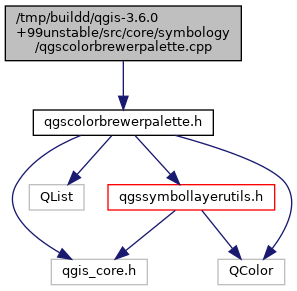 /tmp/buildd/qgis-3.6.0
+99unstable/src/core/symbology
/qgscolorbrewerpalette.cpp
qgscolorbrewerpalette.h
QList
qgssymbollayerutils.h
qgis_core.h
QColor